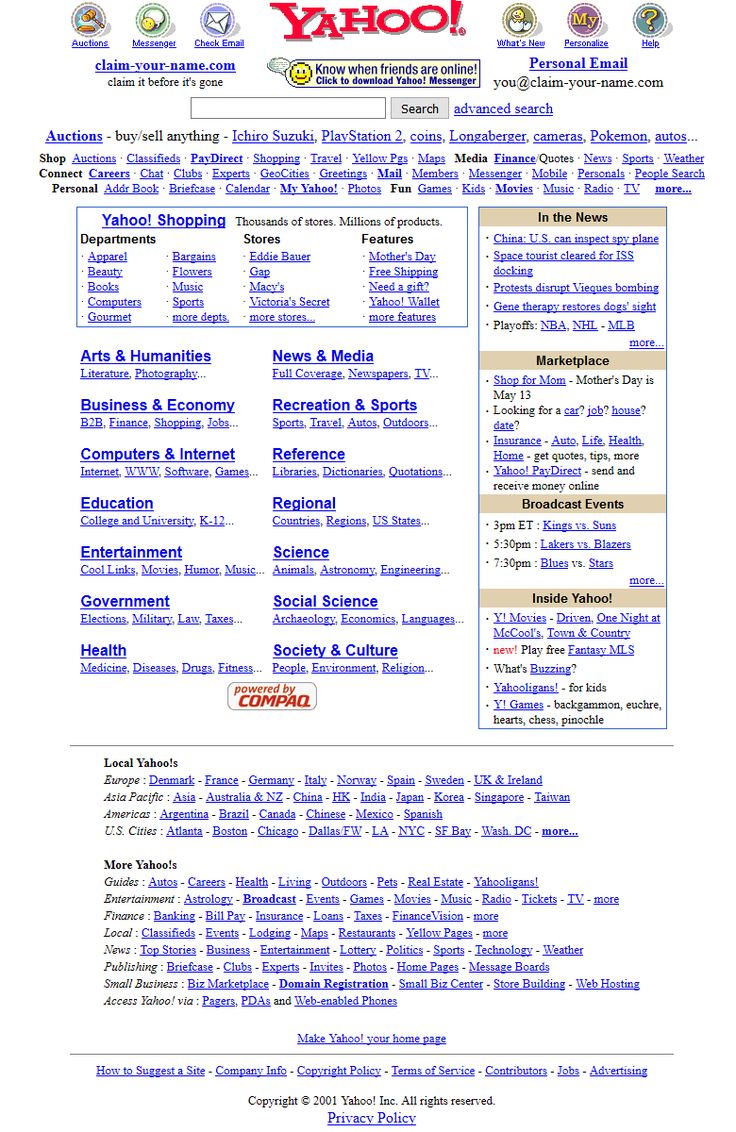 YAHOO!
Auctions Messenger Check Email What's New Personalize Help
My
claim-your-name.com
claim it before it's gone
Know when friends are online!
Click to download Yahoo! Messenger
Personal Email
you@claim-your-name.com
Search advanced search
Auctions - buy/sell anything - Ichiro Suzuki, PlayStation 2, coins, Longaberger, cameras, Pokemon, autos...
Shop Auctions · Classifieds · PayDirect · Shopping · Travel · Yellow Pgs · Maps Media Finance/Quotes · News · Sports · Weather
Connect Careers · Chat · Clubs · Experts · GeoCities · Greetings · Mail · Members · Messenger · Mobile · Personals · People Search
Personal Addr Book · Briefcase · Calendar · My Yahoo! · Photos Fun Games · Kids · Movies · Music · Radio · TV more...
Yahoo! Shopping Thousands of stores. Millions of products.
Departments Stores Features
· Apparel · Bargains · Eddie Bauer · Mother's Day
· Beauty · Flowers · Gap · Free Shipping
· Books · Music · Macy's · Need a gift?
· Computers · Sports · Victoria's Secret · Yahoo! Wallet
· Gourmet · more depts. · more stores... · more features
Arts & Humanities
Literature, Photography...
News & Media
Full Coverage, Newspapers, TV...
Business & Economy
B2B, Finance, Shopping, Jobs...
Recreation & Sports
Sports, Travel, Autos, Outdoors...
Computers & Internet
Internet, WWW, Software, Games...
Reference
Libraries, Dictionaries, Quotations...
Education
College and University, K-12...
Regional
Countries, Regions, US States...
Entertainment
Cool Links, Movies, Humor, Music...
Science
Animals, Astronomy, Engineering...
Government
Elections, Military, Law, Taxes...
Social Science
Archaeology, Economics, Languages...
Health
Medicine, Diseases, Drugs, Fitness...
Society & Culture
People, Environment, Religion...
powered by
COMPAQ
In the News
· China: U.S. can inspect spy plane
· Space tourist cleared for ISS
docking
· Protests disrupt Vieques bombing
· Gene therapy restores dogs' sight
· Playoffs: NBA, NHL - MLB
more...
Marketplace
· Shop for Mom - Mother's Day is
May 13
· Looking for a car? job? house?
date?
· Insurance - Auto, Life, Health,
Home - get quotes, tips, more
· Yahoo! PayDirect - send and
receive money online
Broadcast Events
· 3pm ET : Kings vs. Suns
· 5:30pm : Lakers vs. Blazers
· 7:30pm : Blues vs. Stars
more...
Inside Yahoo!
· Y! Movies - Driven, One Night at
McCool's, Town & Country
· new! Play free Fantasy MLS
· What's Buzzing?
· Yahooligans! - for kids
· Y! Games - backgammon, euchre,
hearts, chess, pinochle
Local Yahoo!s
Europe : Denmark - France - Germany - Italy - Norway - Spain - Sweden - UK & Ireland
Asia Pacific : Asia - Australia & NZ - China - HK - India - Japan - Korea - Singapore - Taiwan
Americas : Argentina - Brazil - Canada - Chinese - Mexico - Spanish
U.S. Cities : Atlanta - Boston - Chicago - Dallas/FW - LA - NYC - SF Bay - Wash. DC - more...
More Yahoo!s
Guides : Autos - Careers - Health - Living - Outdoors - Pets - Real Estate - Yahooligans!
Entertainment : Astrology - Broadcast - Events - Games - Movies - Music - Radio - Tickets - TV - more
Finance : Banking - Bill Pay - Insurance - Loans - Taxes - FinanceVision - more
Local : Classifieds - Events - Lodging - Maps - Restaurants - Yellow Pages - more
News : Top Stories - Business - Entertainment - Lottery - Politics - Sports - Technology - Weather
Publishing : Briefcase - Clubs - Experts - Invites - Photos - Home Pages - Message Boards
Small Business : Biz Marketplace - Domain Registration - Small Biz Center - Store Building - Web Hosting
Access Yahoo! via : Pagers, PDAs and Web-enabled Phones
Make Yahoo! your home page
How to Suggest a Site - Company Info - Copyright Policy - Terms of Service - Contributors - Jobs - Advertising
Copyright © 2001 Yahoo! Inc. All rights reserved.
Privacy Policy